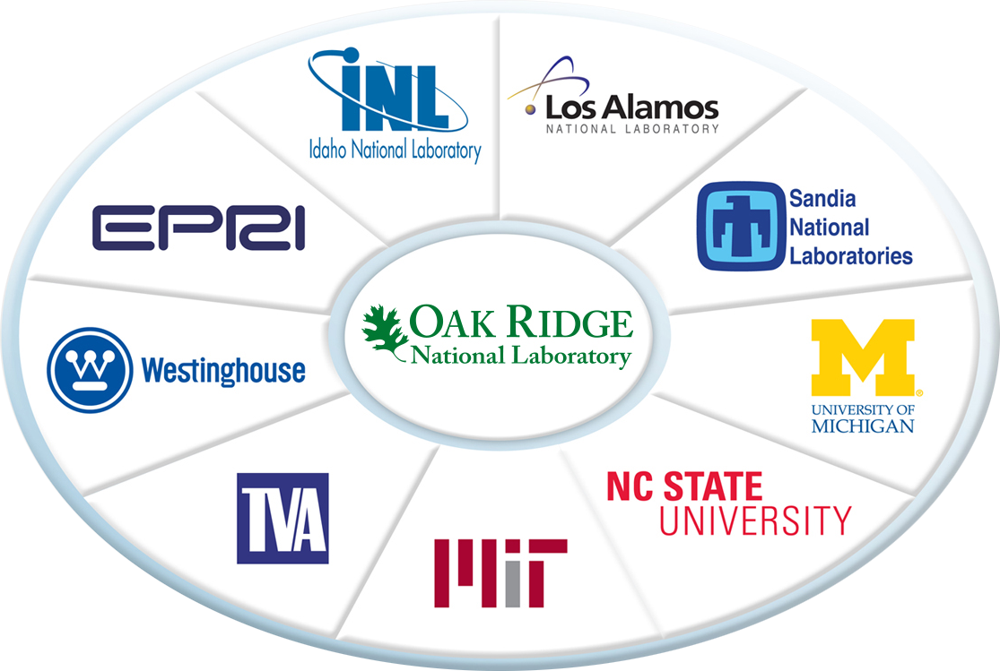 INL
Idaho National Laboratory
Los Alamos
NATIONAL LABORATORY
EPRI
Sandia
National
Laboratories
OAK RIDGE
National Laboratory
Westinghouse
M®
UNIVERSITY OF
MICHIGAN
TVA
NC STATE
UNIVERSITY
MIT